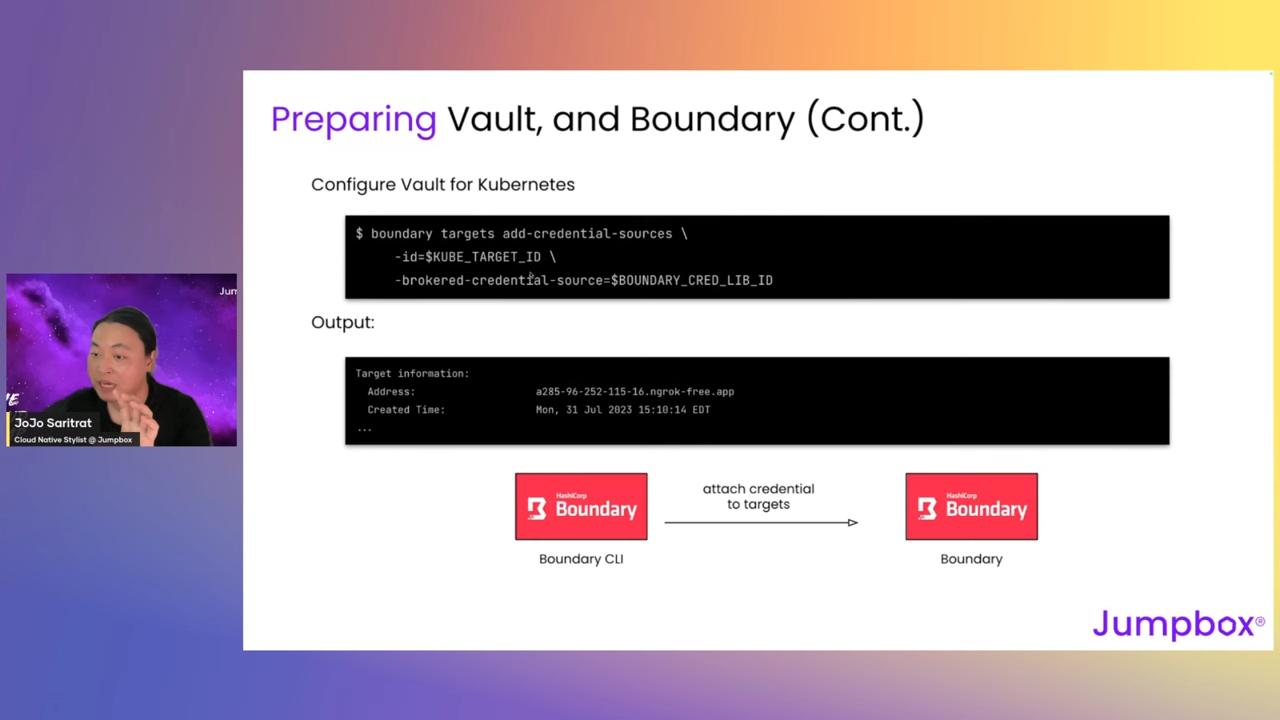 Preparing Vault, and Boundary (Cont.)
Configure Vault for Kubernetes
$ boundary targets add-credential-sources \
-id=$KUBE_TARGET_ID \
-brokered-credential-source=$BOUNDARY_CRED_LIB_ID
Output:
Target information:
Address: a285-96-252-115-16.ngrok-free.app
Created Time: Mon, 31 Jul 2023 15:10:14 EDT
...
HashiCorp
Boundary
Boundary CLI
attach credential
to targets
HashiCorp
Boundary
Boundary
Jumpbox®
JoJo Saritrat
Cloud Native Stylist @ Jumpbox